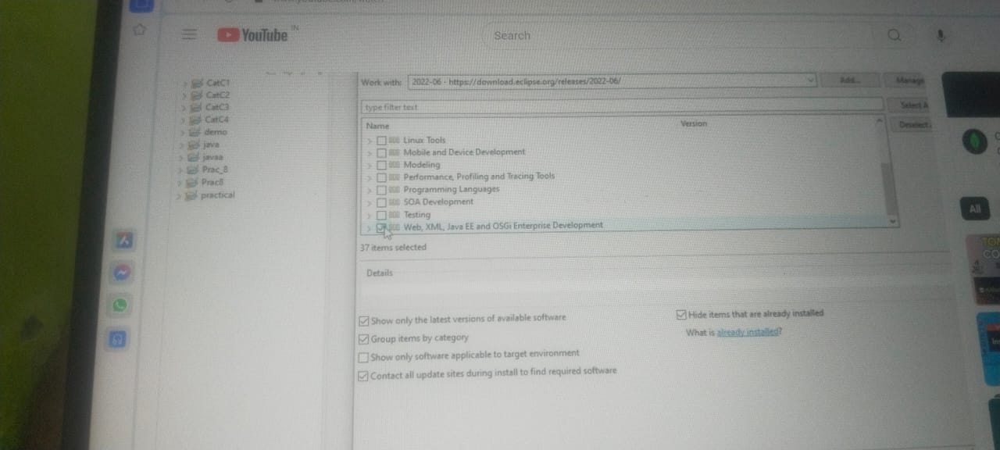 YouTube IN
Search
CatC1
CatC2
CatC3
CatC4
demo
java
javaa
Prac_8
Prac8
practical
Work with: 2022-06 - https://download.eclipse.org/releases/2022-06/
Add...
Manage
type filter text
Select A
Deselect
Name
Version
Linux Tools
Mobile and Device Development
Modeling
Performance, Profiling and Tracing Tools
Programming Languages
SOA Development
Testing
Web, XML, Java EE and OSGi Enterprise Development
37 items selected
Details
Show only the latest versions of available software
Hide items that are already installed
Group items by category
What is already installed?
Show only software applicable to target environment
Contact all update sites during install to find required software
All